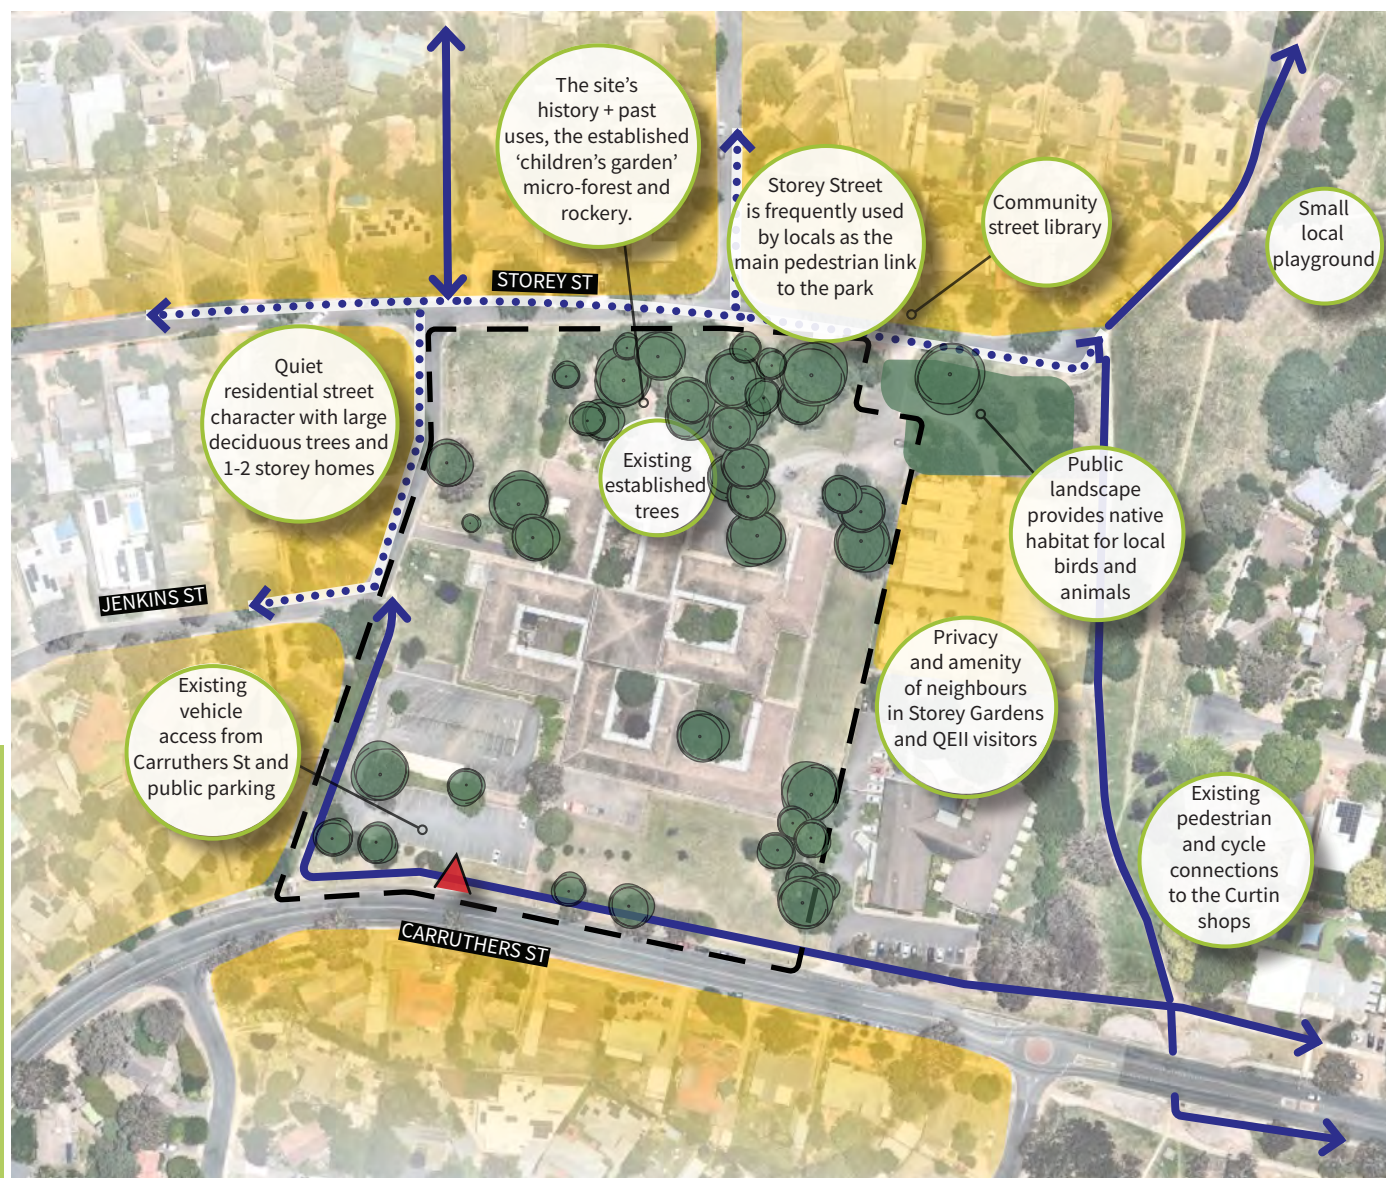 The site’s
history + past
uses, the established
‘children’s garden’
micro-forest and
rockery.
Storey Street
is frequently used
by locals as the
main pedestrian link
to the park
Community
street library
Small
local
playground
STOREY ST
Quiet
residential street
character with large
deciduous trees and
1-2 storey homes
Existing
established
trees
Public
landscape
provides native
habitat for local
birds and
animals
JENKINS ST
Privacy
and amenity
of neighbours
in Storey Gardens
and QEII visitors
Existing
vehicle
access from
Carruthers St and
public parking
Existing
pedestrian
and cycle
connections
to the Curtin
shops
CARRUTHERS ST